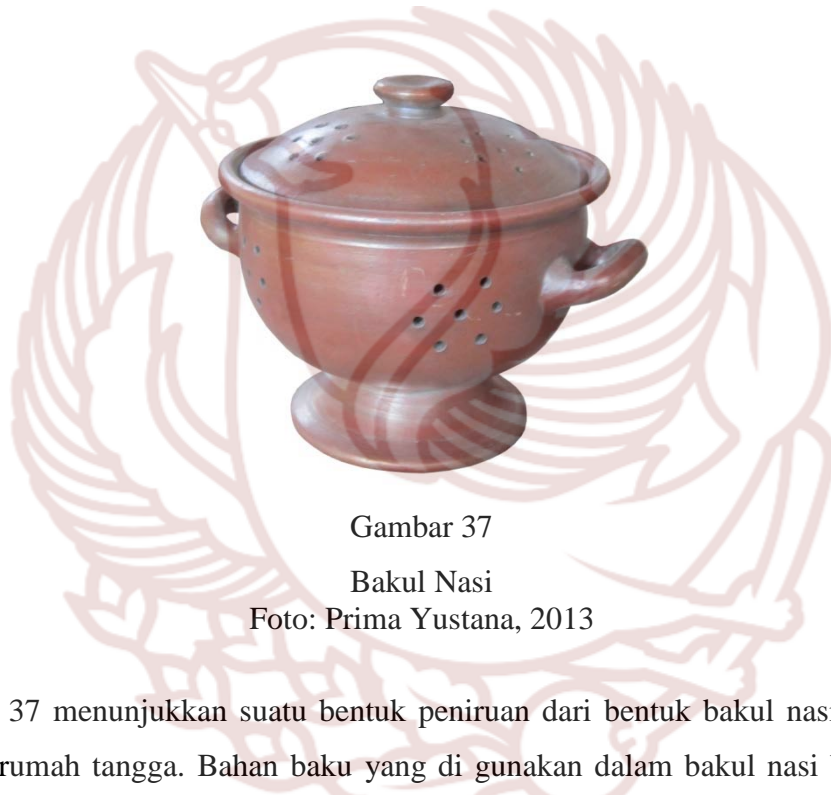 Gambar 37
Bakul Nasi
Foto: Prima Yustana, 2013
37 menunjukkan suatu bentuk peniruan dari bentuk bakul nasi
rumah tangga. Bahan baku yang di gunakan dalam bakul nasi